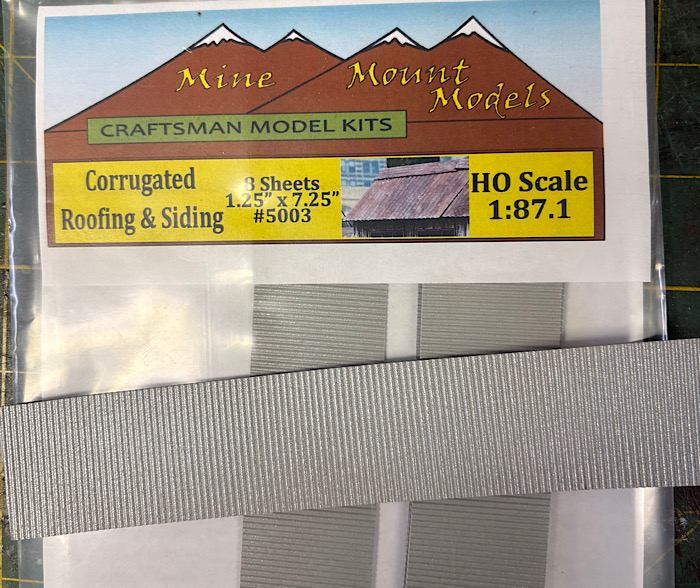 Mine Mount
Models
CRAFTSMAN MODEL KITS
Corrugated
Roofing & Siding
8 Sheets
1.25" x 7.25"
#5003
HO Scale
1:87.1